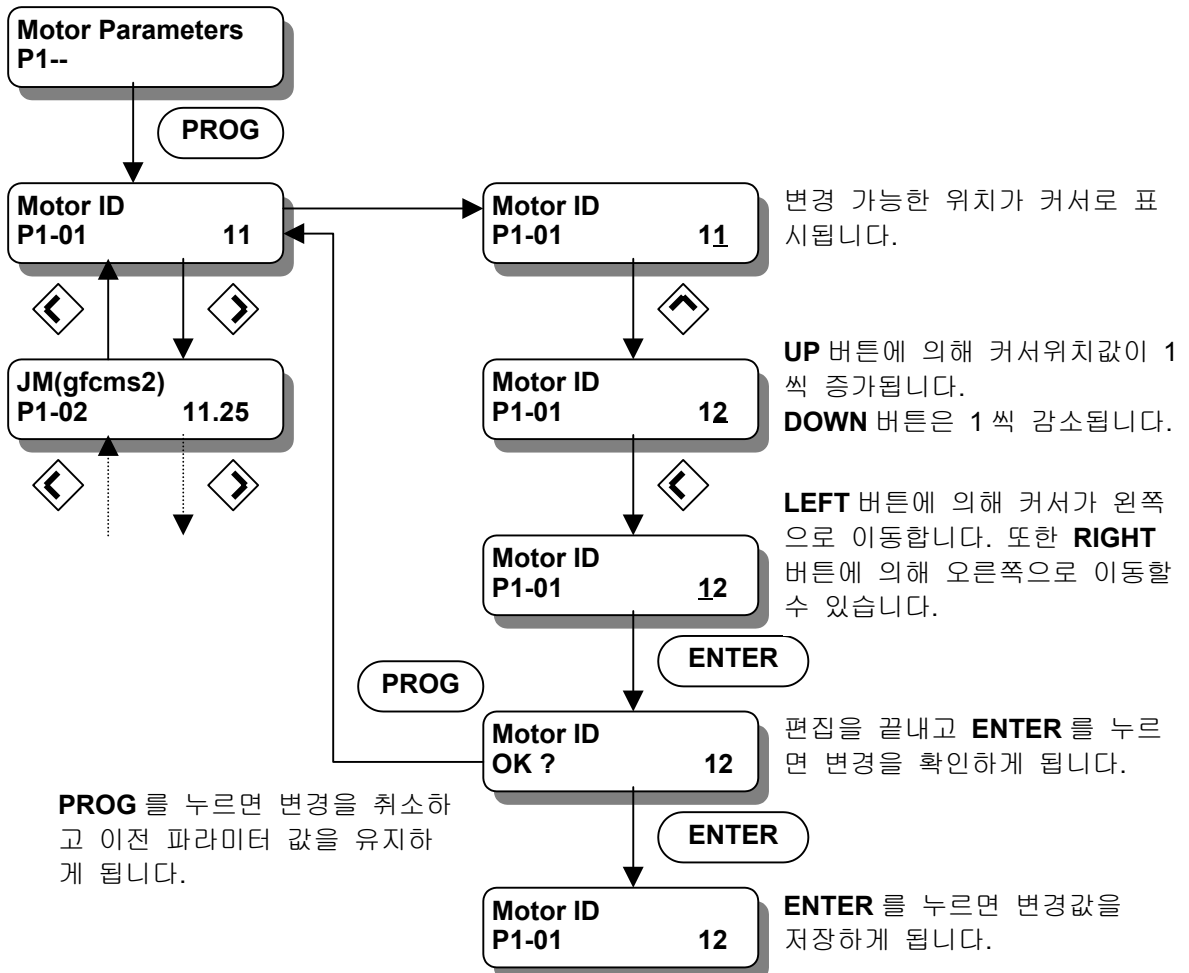 Motor Parameters
P1--
PROG
Motor ID
P1-01 11
JM(gfcms2)
P1-02 11.25
Motor ID
P1-01 11
변경 가능한 위치가 커서로 표
시됩니다.
Motor ID
P1-01 12
UP 버튼에 의해 커서위치값이 1
씩 증가됩니다.
DOWN 버튼은 1 씩 감소됩니다.
Motor ID
P1-01 12
LEFT 버튼에 의해 커서가 왼쪽
으로 이동합니다. 또한 RIGHT
버튼에 의해 오른쪽으로 이동할
수 있습니다.
ENTER
PROG
Motor ID
OK ? 12
편집을 끝내고 ENTER 를 누르
면 변경을 확인하게 됩니다.
PROG 를 누르면 변경을 취소하
고 이전 파라미터 값을 유지하
게 됩니다.
ENTER
Motor ID
P1-01 12
ENTER 를 누르면 변경값을
저장하게 됩니다.